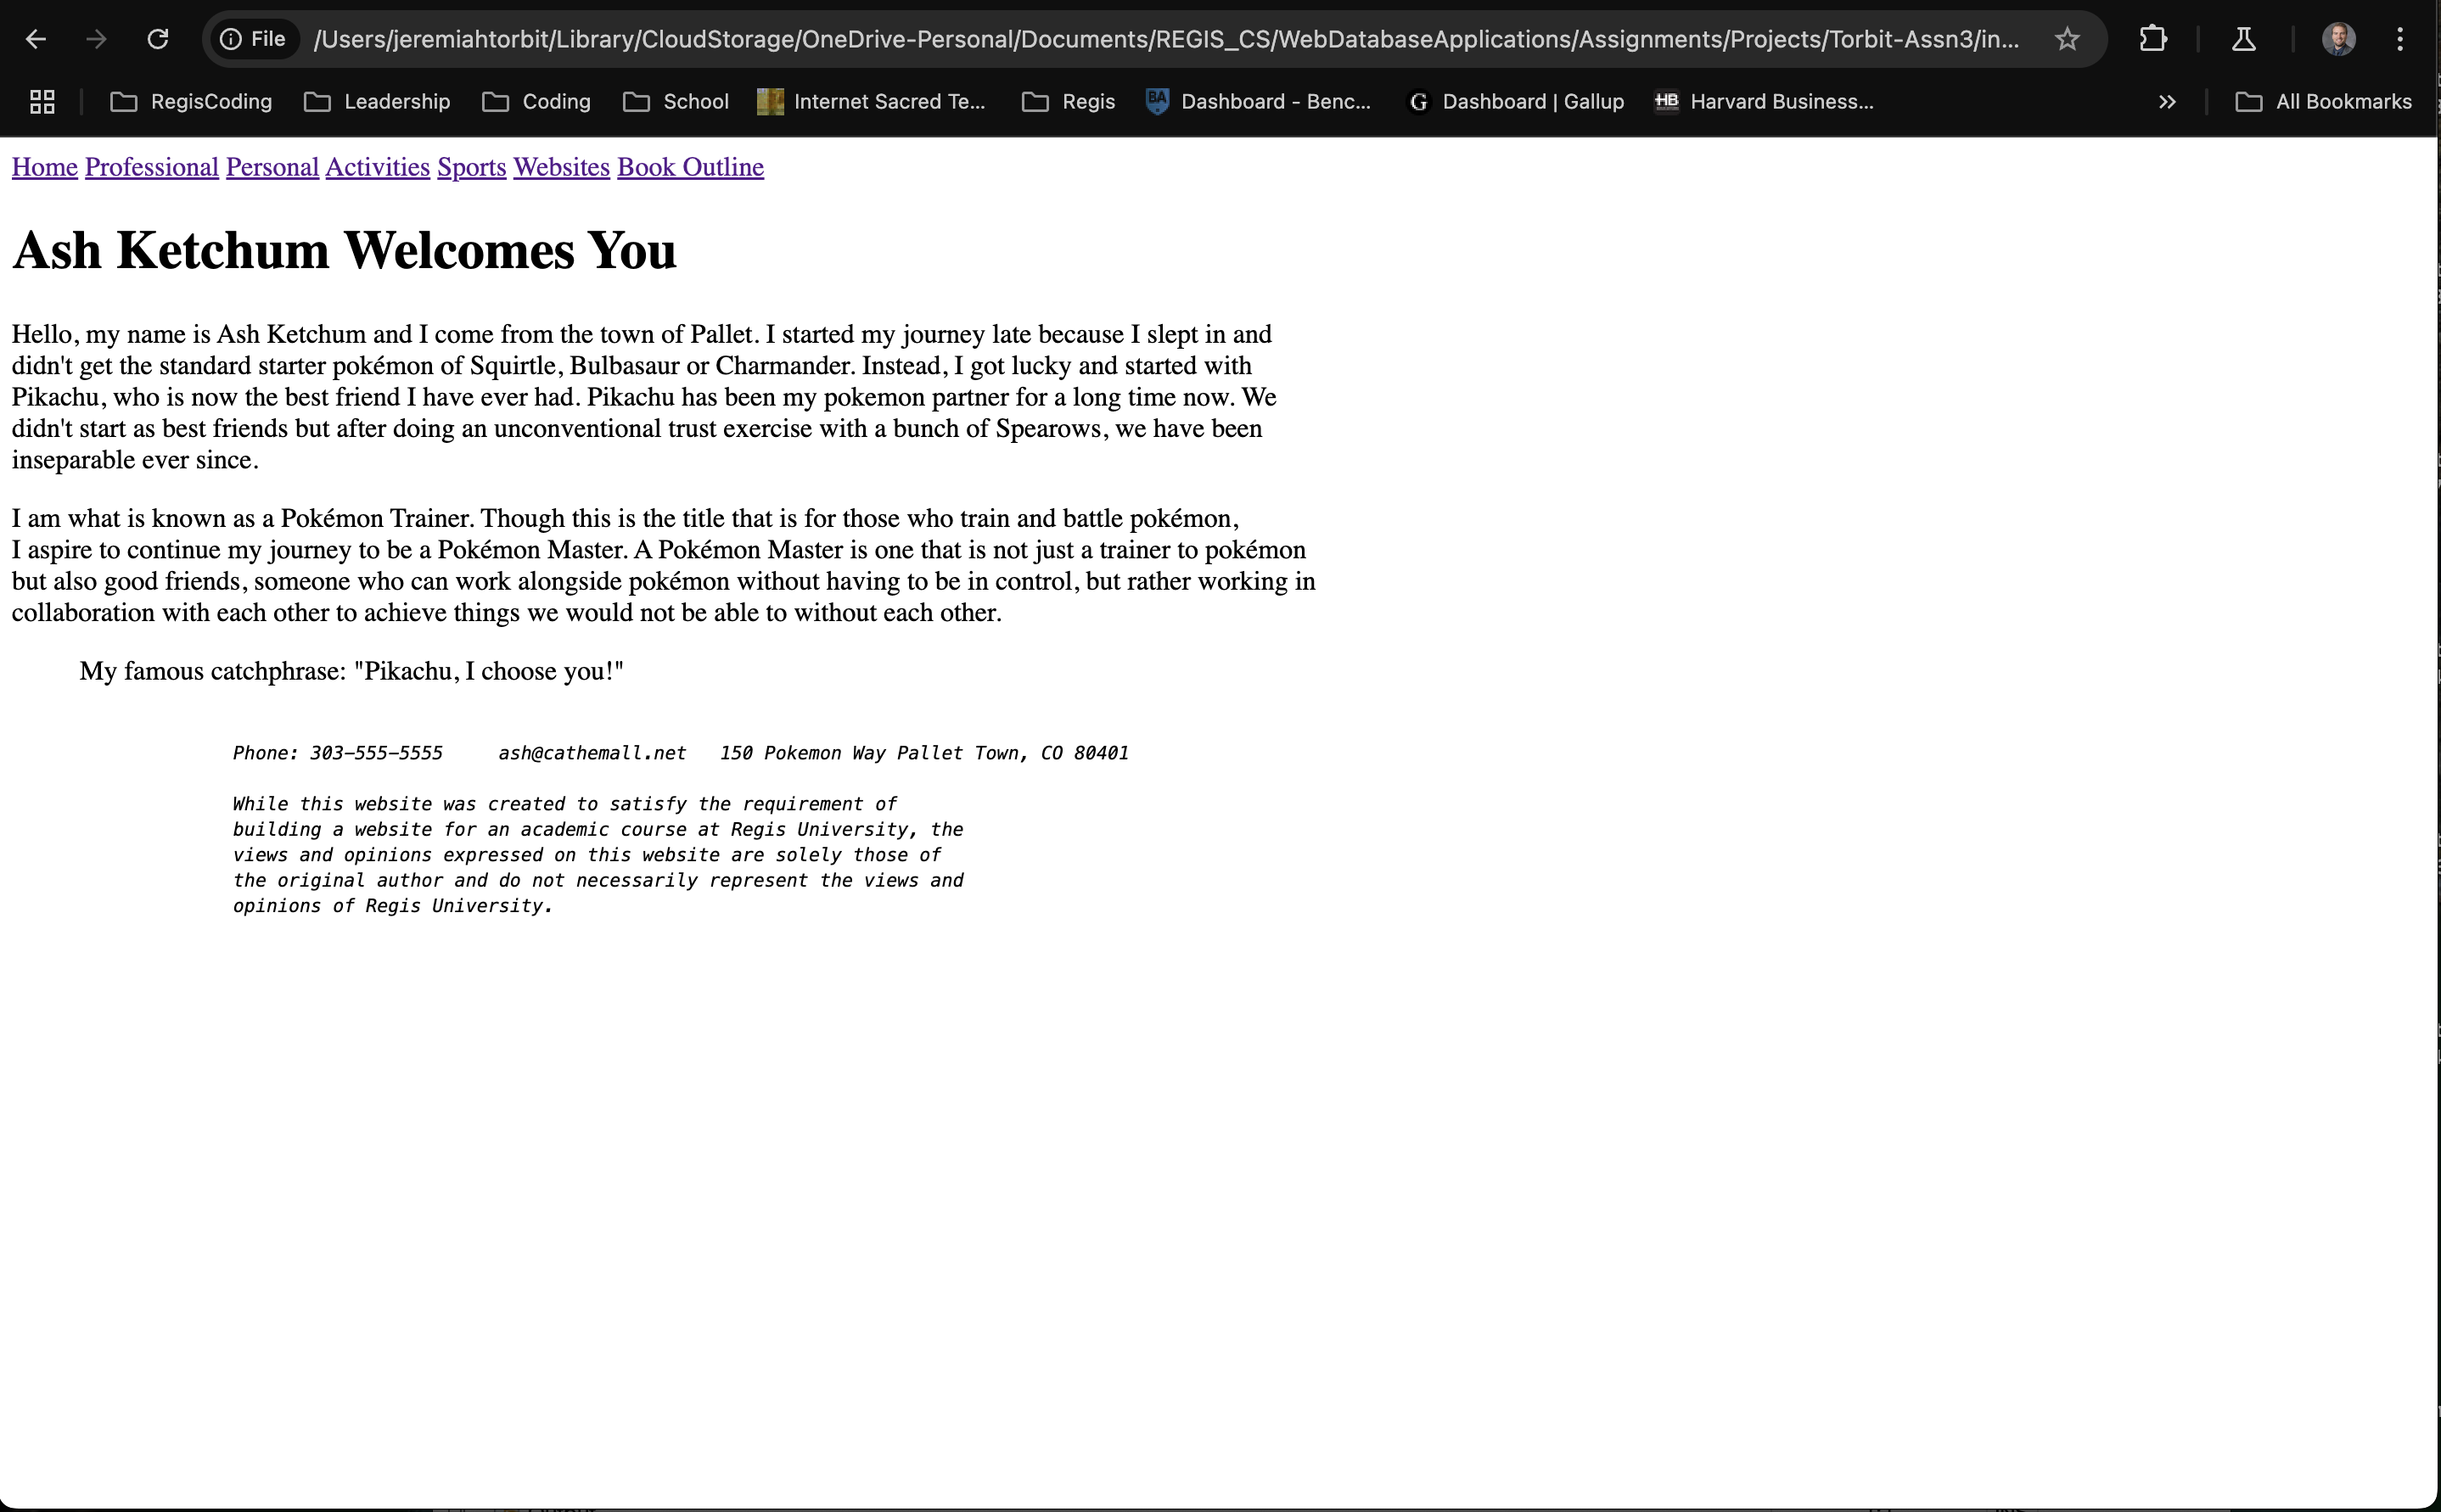 File /Users/jeremiahtorbit/Library/CloudStorage/OneDrive-Personal/Documents/REGIS_CS/WebDatabaseApplications/Assignments/Projects/Torbit-Assn3/in...
RegisCoding Leadership Coding School Internet Sacred Te... Regis BA Dashboard - Benc... G Dashboard | Gallup HB Harvard Business... » All Bookmarks
Home Professional Personal Activities Sports Websites Book Outline
Ash Ketchum Welcomes You
Hello, my name is Ash Ketchum and I come from the town of Pallet. I started my journey late because I slept in and
didn't get the standard starter pokémon of Squirtle, Bulbasaur or Charmander. Instead, I got lucky and started with
Pikachu, who is now the best friend I have ever had. Pikachu has been my pokemon partner for a long time now. We
didn't start as best friends but after doing an unconventional trust exercise with a bunch of Spearows, we have been
inseparable ever since.
I am what is known as a Pokémon Trainer. Though this is the title that is for those who train and battle pokémon,
I aspire to continue my journey to be a Pokémon Master. A Pokémon Master is one that is not just a trainer to pokémon
but also good friends, someone who can work alongside pokémon without having to be in control, but rather working in
collaboration with each other to achieve things we would not be able to without each other.
My famous catchphrase: "Pikachu, I choose you!"
Phone: 303-555-5555 ash@cathemall.net 150 Pokemon Way Pallet Town, CO 80401
While this website was created to satisfy the requirement of
building a website for an academic course at Regis University, the
views and opinions expressed on this website are solely those of
the original author and do not necessarily represent the views and
opinions of Regis University.